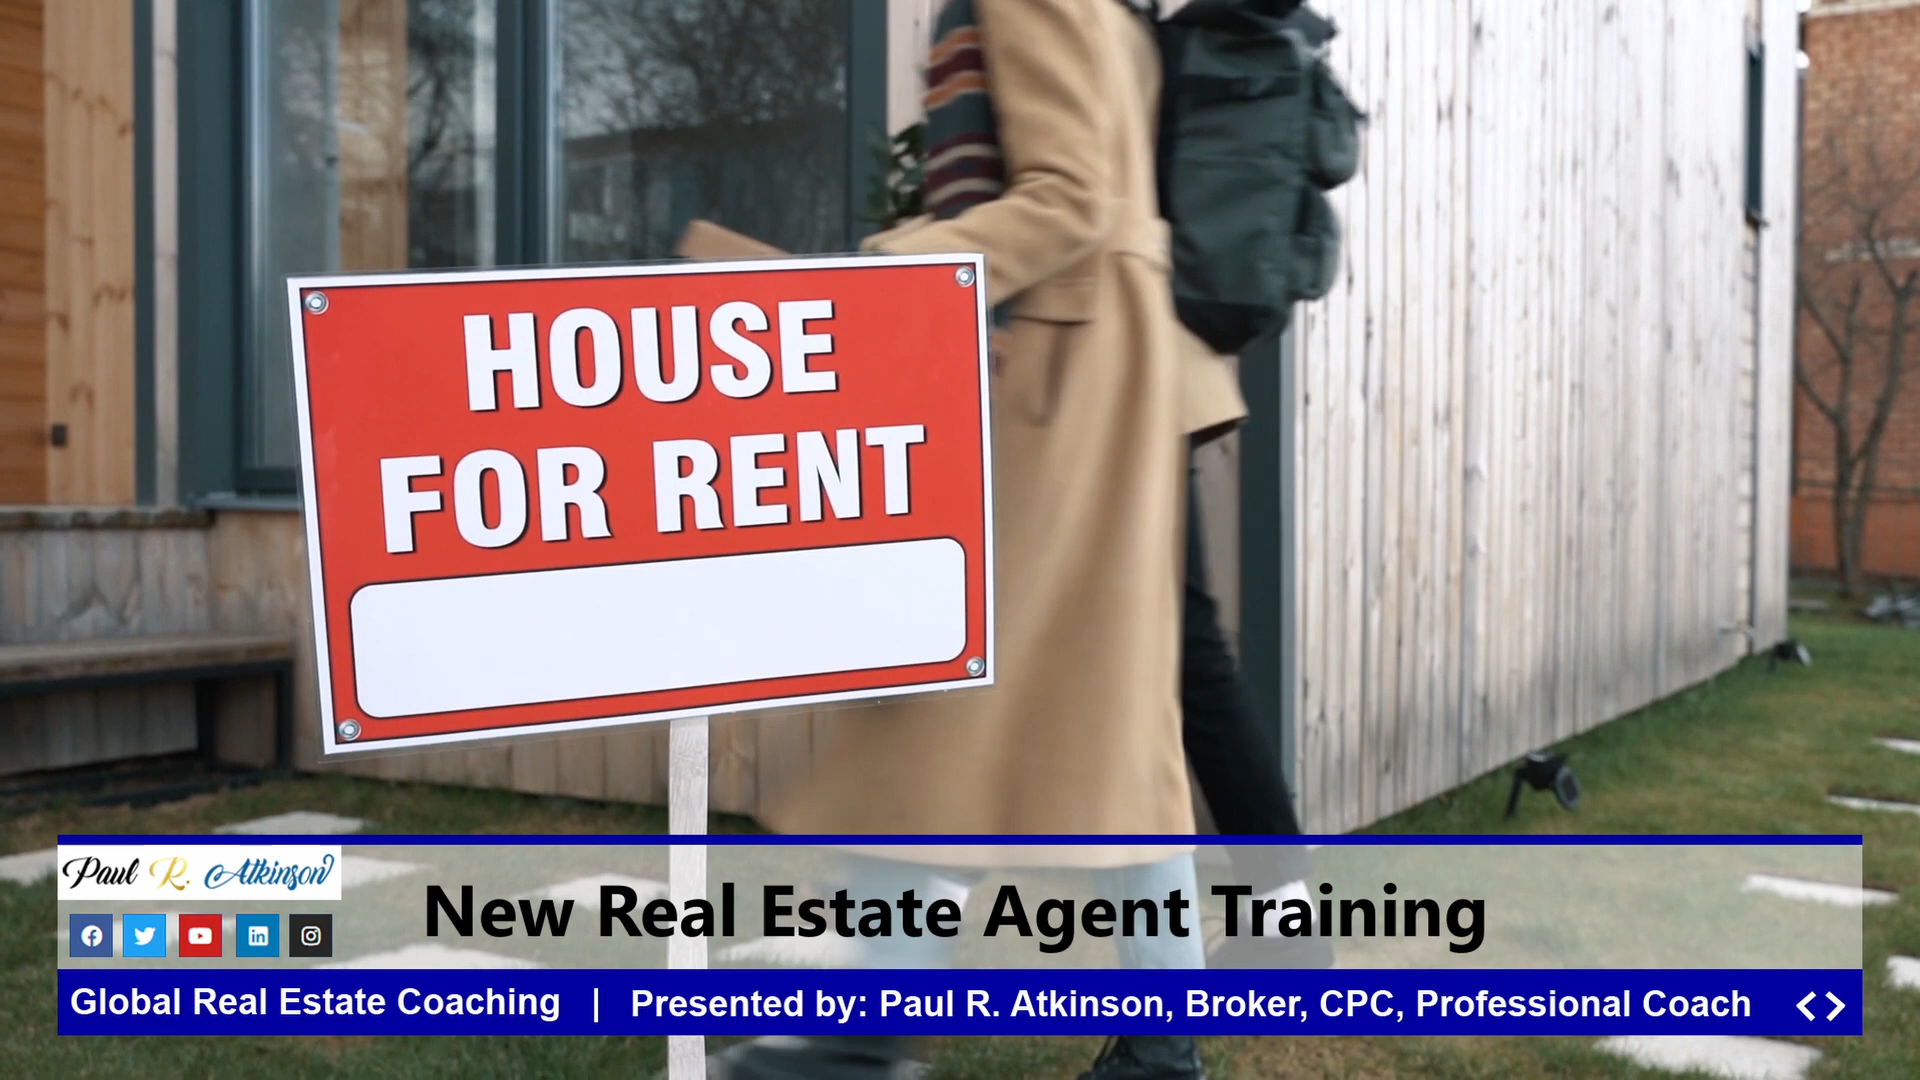 HOUSE
FOR RENT
Paul R. Atkinson
New Real Estate Agent Training
Global Real Estate Coaching | Presented by: Paul R. Atkinson, Broker, CPC, Professional Coach